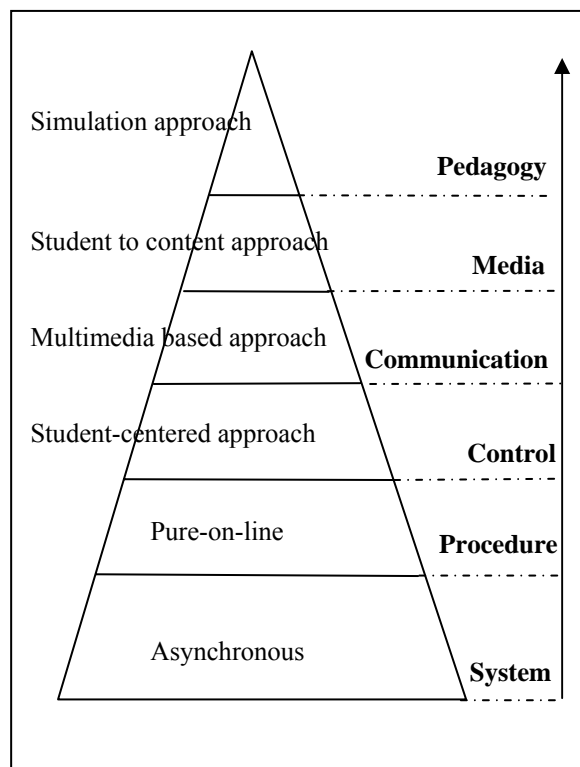 Simulation approach
Pedagogy
Student to content approach
Media
Multimedia based approach
Communication
Student-centered approach
Control
Pure-on-line
Procedure
Asynchronous
System